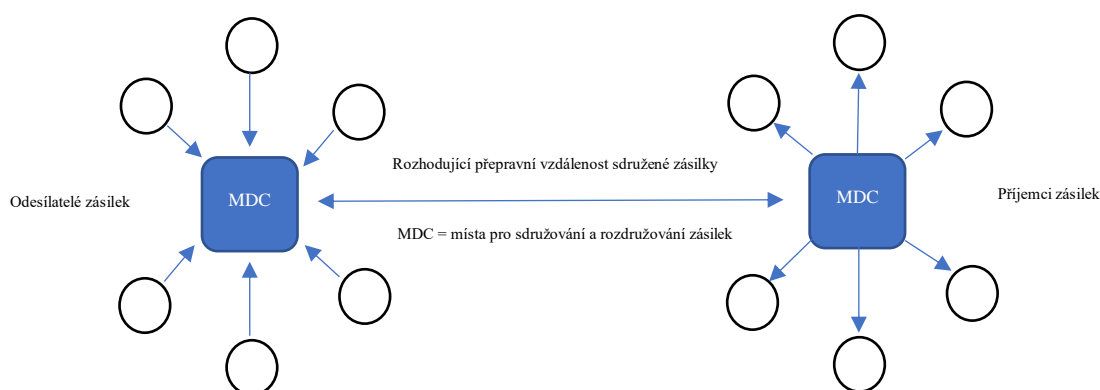 Rozhodující přepravní vzdálenost sdružené zásilky
Odesílatelé zásilek
MDC
MDC
Příjemci zásilek
MDC = místa pro sdružování a rozdružování zásilek